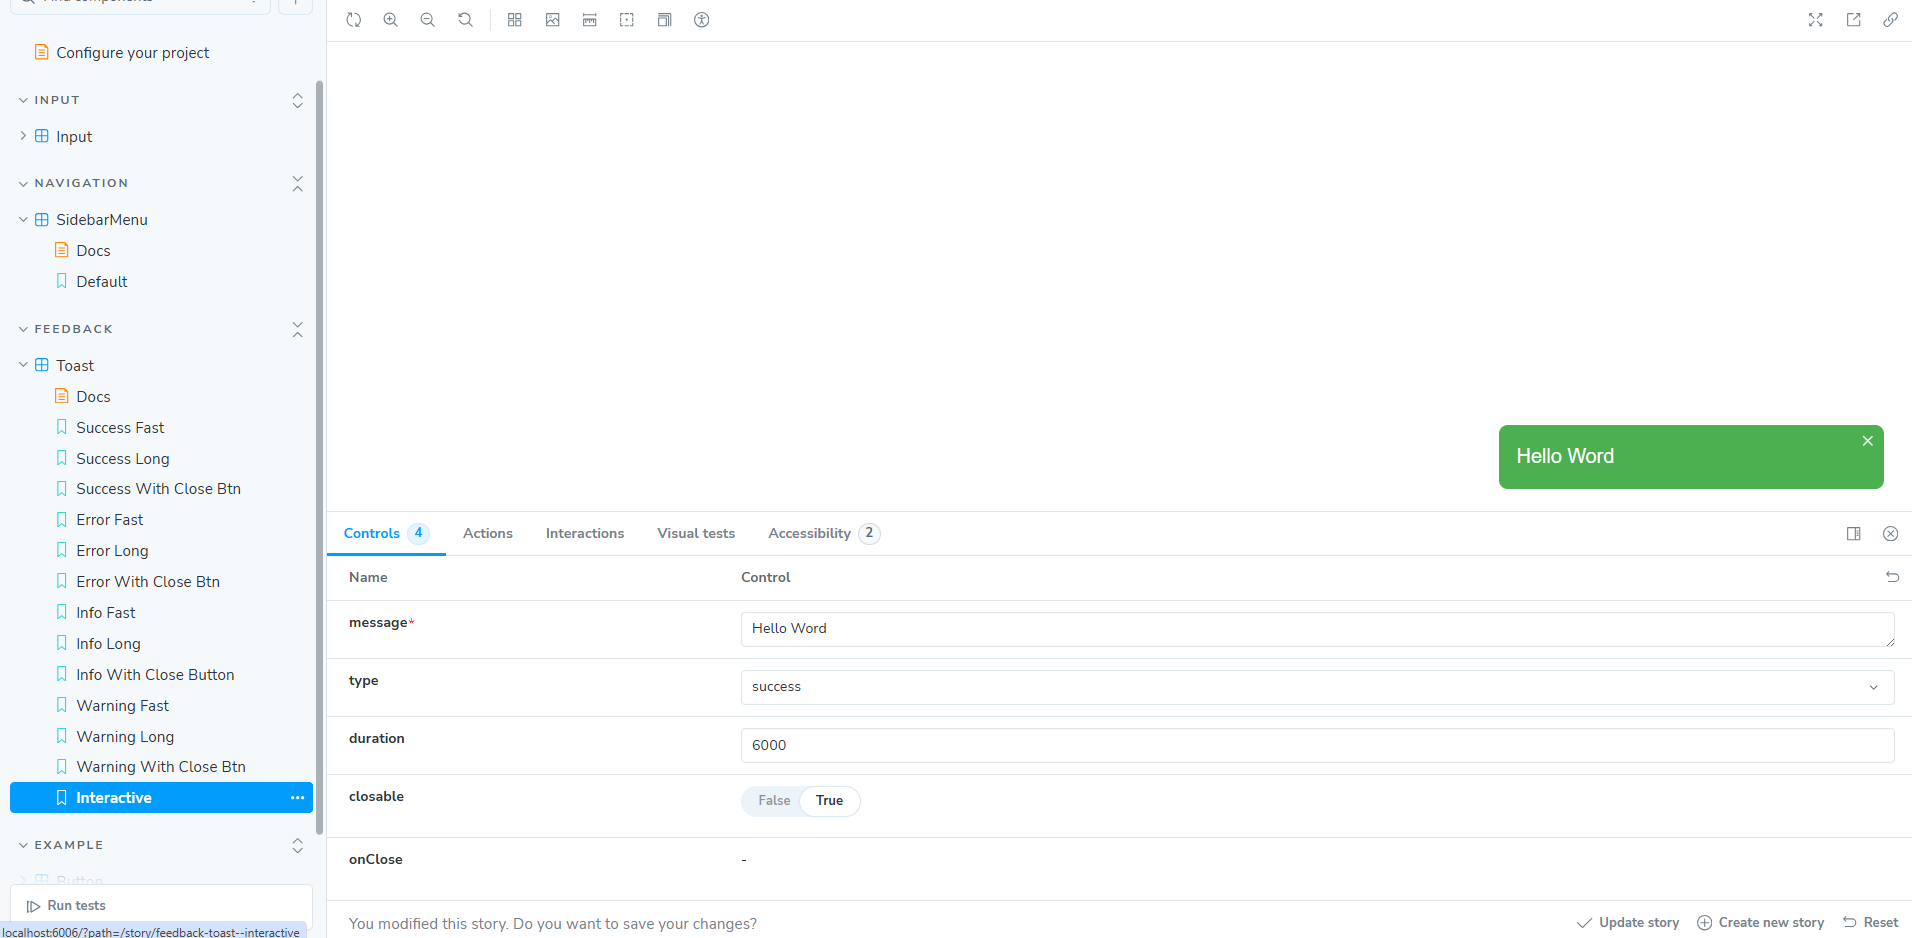 Configure your project
INPUT
Input
NAVIGATION
SidebarMenu
Docs
Default
FEEDBACK
Toast
Docs
Success Fast
Success Long
Success With Close Btn
Error Fast
Error Long
Error With Close Btn
Info Fast
Info Long
Info With Close Button
Warning Fast
Warning Long
Warning With Close Btn
Interactive
EXAMPLE
Button
Run tests
localhost:6006/?path=/story/feedback-toast--interactive
Hello Word
Controls 4 Actions Interactions Visual tests Accessibility 2
Name Control
message* Hello Word
type success
duration 6000
closable False True
onClose -
You modified this story. Do you want to save your changes? Update story Create new story Reset